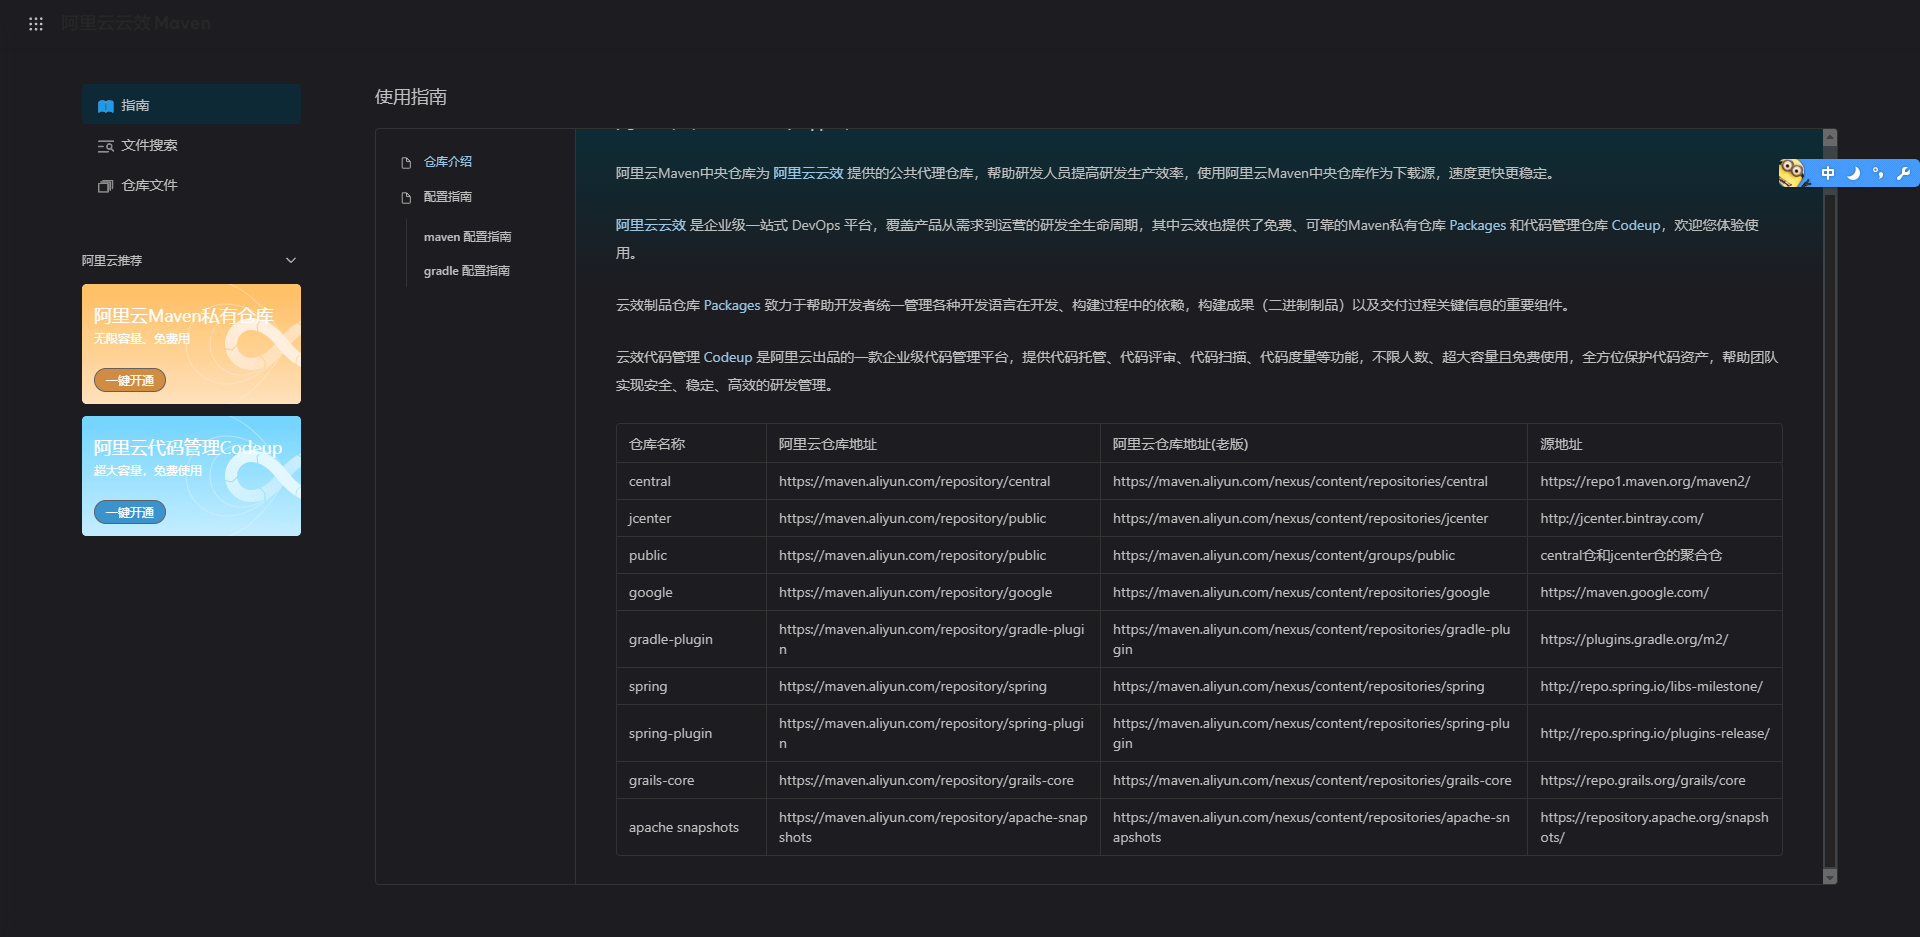 阿里云云效 Maven
指南
文件搜索
仓库文件
阿里云推荐
阿里云Maven私有仓库
无限容量、免费用
一键开通
阿里云代码管理Codeup
超大容量，免费使用
一键开通
使用指南
仓库介绍
配置指南
maven 配置指南
gradle 配置指南
阿里云Maven中央仓库为 阿里云云效 提供的公共代理仓库，帮助研发人员提高研发生产效率，使用阿里云Maven中央仓库作为下载源，速度更快更稳定。
阿里云云效 是企业级一站式 DevOps 平台，覆盖产品从需求到运营的研发全生命周期，其中云效也提供了免费、可靠的Maven私有仓库 Packages 和代码管理仓库 Codeup，欢迎您体验使
用。
云效制品仓库 Packages 致力于帮助开发者统一管理各种开发语言在开发、构建过程中的依赖，构建成果（二进制制品）以及交付过程关键信息的重要组件。
云效代码管理 Codeup 是阿里云出品的一款企业级代码管理平台，提供代码托管、代码评审、代码扫描、代码度量等功能，不限人数、超大容量且免费使用，全方位保护代码资产，帮助团队
实现安全、稳定、高效的研发管理。
仓库名称 阿里云仓库地址 阿里云仓库地址(老版) 源地址
central https://maven.aliyun.com/repository/central https://maven.aliyun.com/nexus/content/repositories/central https://repo1.maven.org/maven2/
jcenter https://maven.aliyun.com/repository/public https://maven.aliyun.com/nexus/content/repositories/jcenter http://jcenter.bintray.com/
public https://maven.aliyun.com/repository/public https://maven.aliyun.com/nexus/content/groups/public central仓和jcenter仓的聚合仓
google https://maven.aliyun.com/repository/google https://maven.aliyun.com/nexus/content/repositories/google https://maven.google.com/
gradle-plugin https://maven.aliyun.com/repository/gradle-plugi
n https://maven.aliyun.com/nexus/content/repositories/gradle-plu
gin https://plugins.gradle.org/m2/
spring https://maven.aliyun.com/repository/spring https://maven.aliyun.com/nexus/content/repositories/spring http://repo.spring.io/libs-milestone/
spring-plugin https://maven.aliyun.com/repository/spring-plugi
n https://maven.aliyun.com/nexus/content/repositories/spring-plu
gin http://repo.spring.io/plugins-release/
grails-core https://maven.aliyun.com/repository/grails-core https://maven.aliyun.com/nexus/content/repositories/grails-core https://repo.grails.org/grails/core
apache snapshots https://maven.aliyun.com/repository/apache-snap
shots https://maven.aliyun.com/nexus/content/repositories/apache-sn
apshots https://repository.apache.org/snapsh
ots/
中